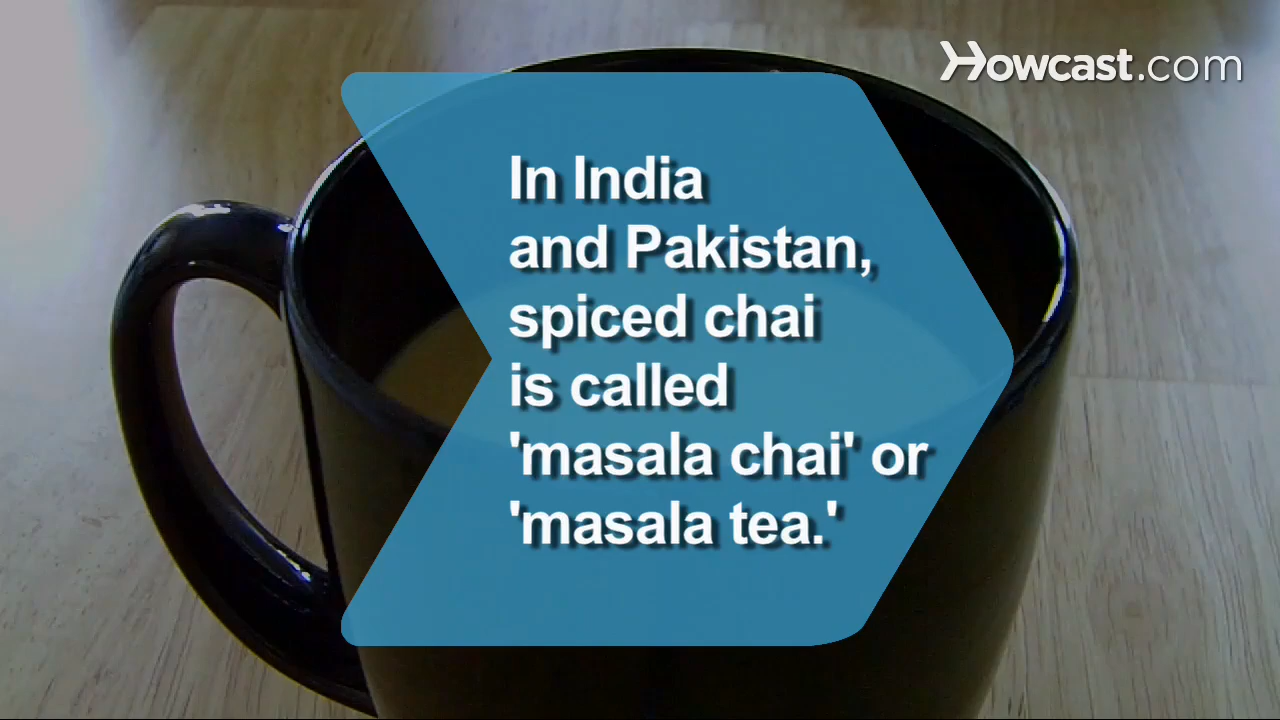 Howcast.com
In India
and Pakistan,
spiced chai
is called
'masala chai' or
'masala tea.'